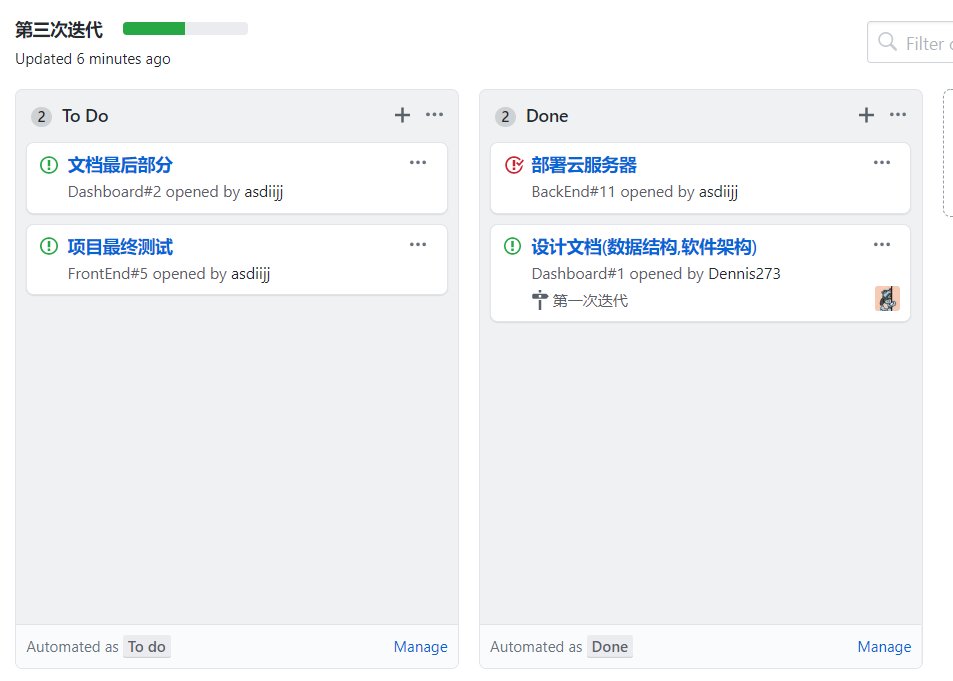 第三次迭代
Updated 6 minutes ago
Filter
2 To Do
文档最后部分
Dashboard#2 opened by asdiijj
项目最终测试
FrontEnd#5 opened by asdiijj
Automated as To do
Manage
2 Done
部署云服务器
BackEnd#11 opened by asdiijj
设计文档(数据结构,软件架构)
Dashboard#1 opened by Dennis273
第一次迭代
Automated as Done
Manage